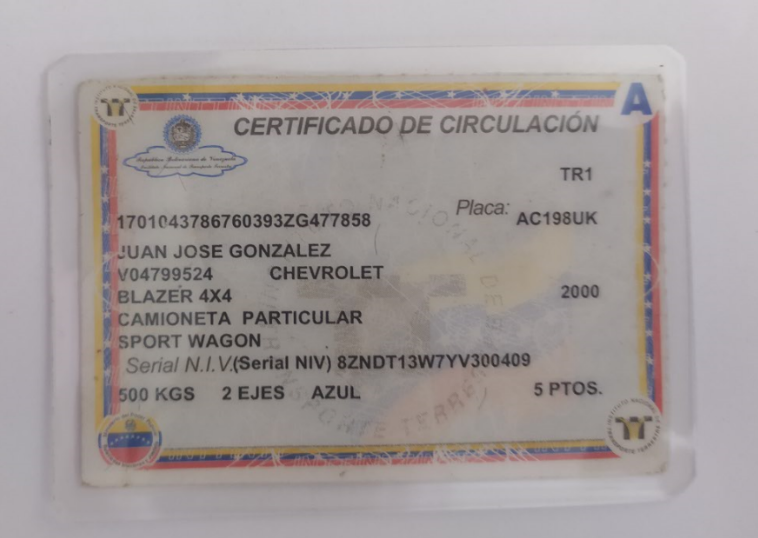 A
CERTIFICADO DE CIRCULACIÓN
República Bolivariana de Venezuela
Instituto Nacional de Transporte Terrestre
TR1
1701043786760393ZG477858 Placa: AC198UK
JUAN JOSE GONZALEZ
V04799524 CHEVROLET
BLAZER 4X4 2000
CAMIONETA PARTICULAR
SPORT WAGON
Serial N.I.V.(Serial NIV) 8ZNDT13W7YV300409
500 KGS 2 EJES AZUL 5 PTOS.